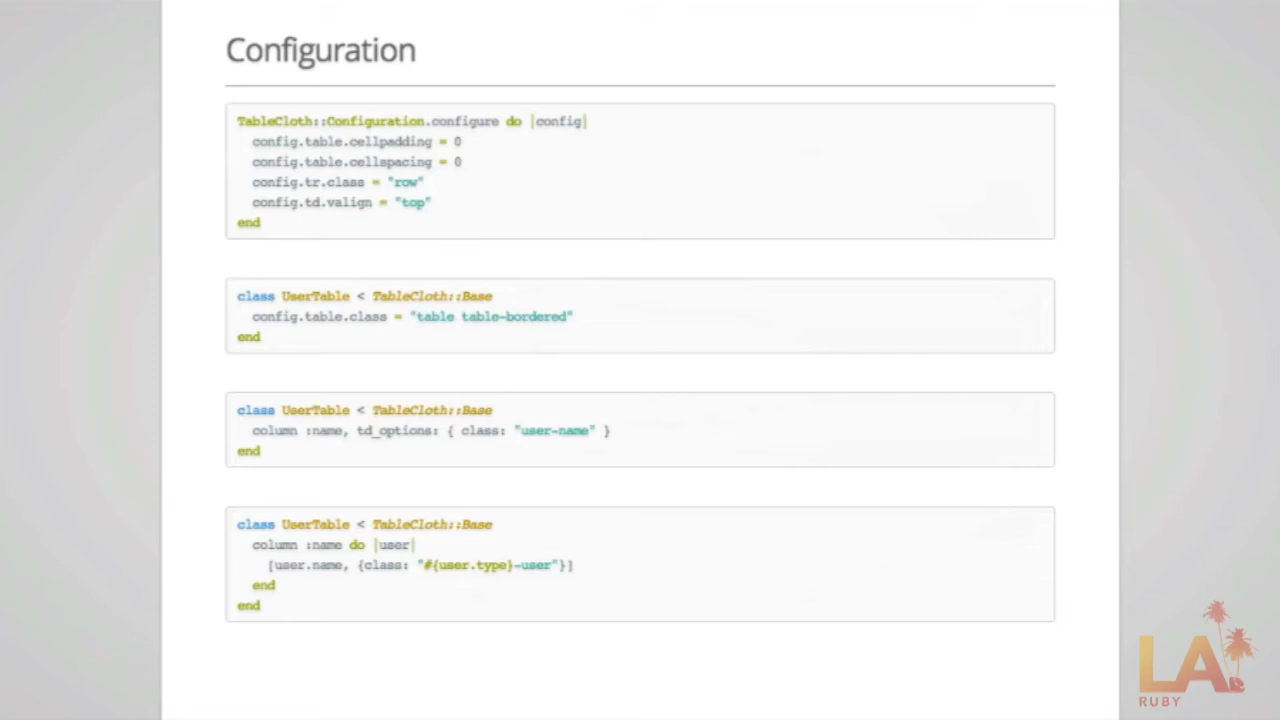 Configuration
TableCloth::Configuration.configure do |config|
  config.table.cellpadding = 0
  config.table.cellspacing = 0
  config.tr.class = "row"
  config.td.valign = "top"
end
class UserTable < TableCloth::Base
  config.table.class = "table table-bordered"
end
class UserTable < TableCloth::Base
  column :name, td_options: { class: "user-name" }
end
class UserTable < TableCloth::Base
  column :name do |user|
    [user.name, {class: "#{user.type}-user"}]
  end
end
LA
RUBY